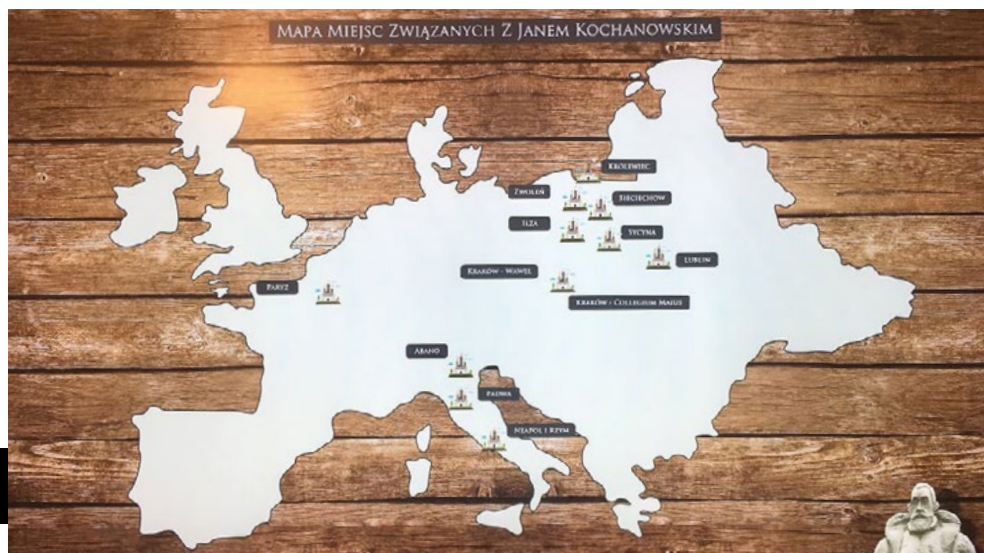 MAPA MIEJSC ZWIĄZANYCH Z JANEM KOCHANOWSKIM
KRÓLEWIEC
ZWOLEŃ
SIECIECHÓW
IŁŻA
SYCYNA
LUBLIN
KRAKÓW - WAWEL
PARYŻ
KRAKÓW - COLLEGIUM MAIUS
ABANO
PADWA
NEAPOL I RZYM